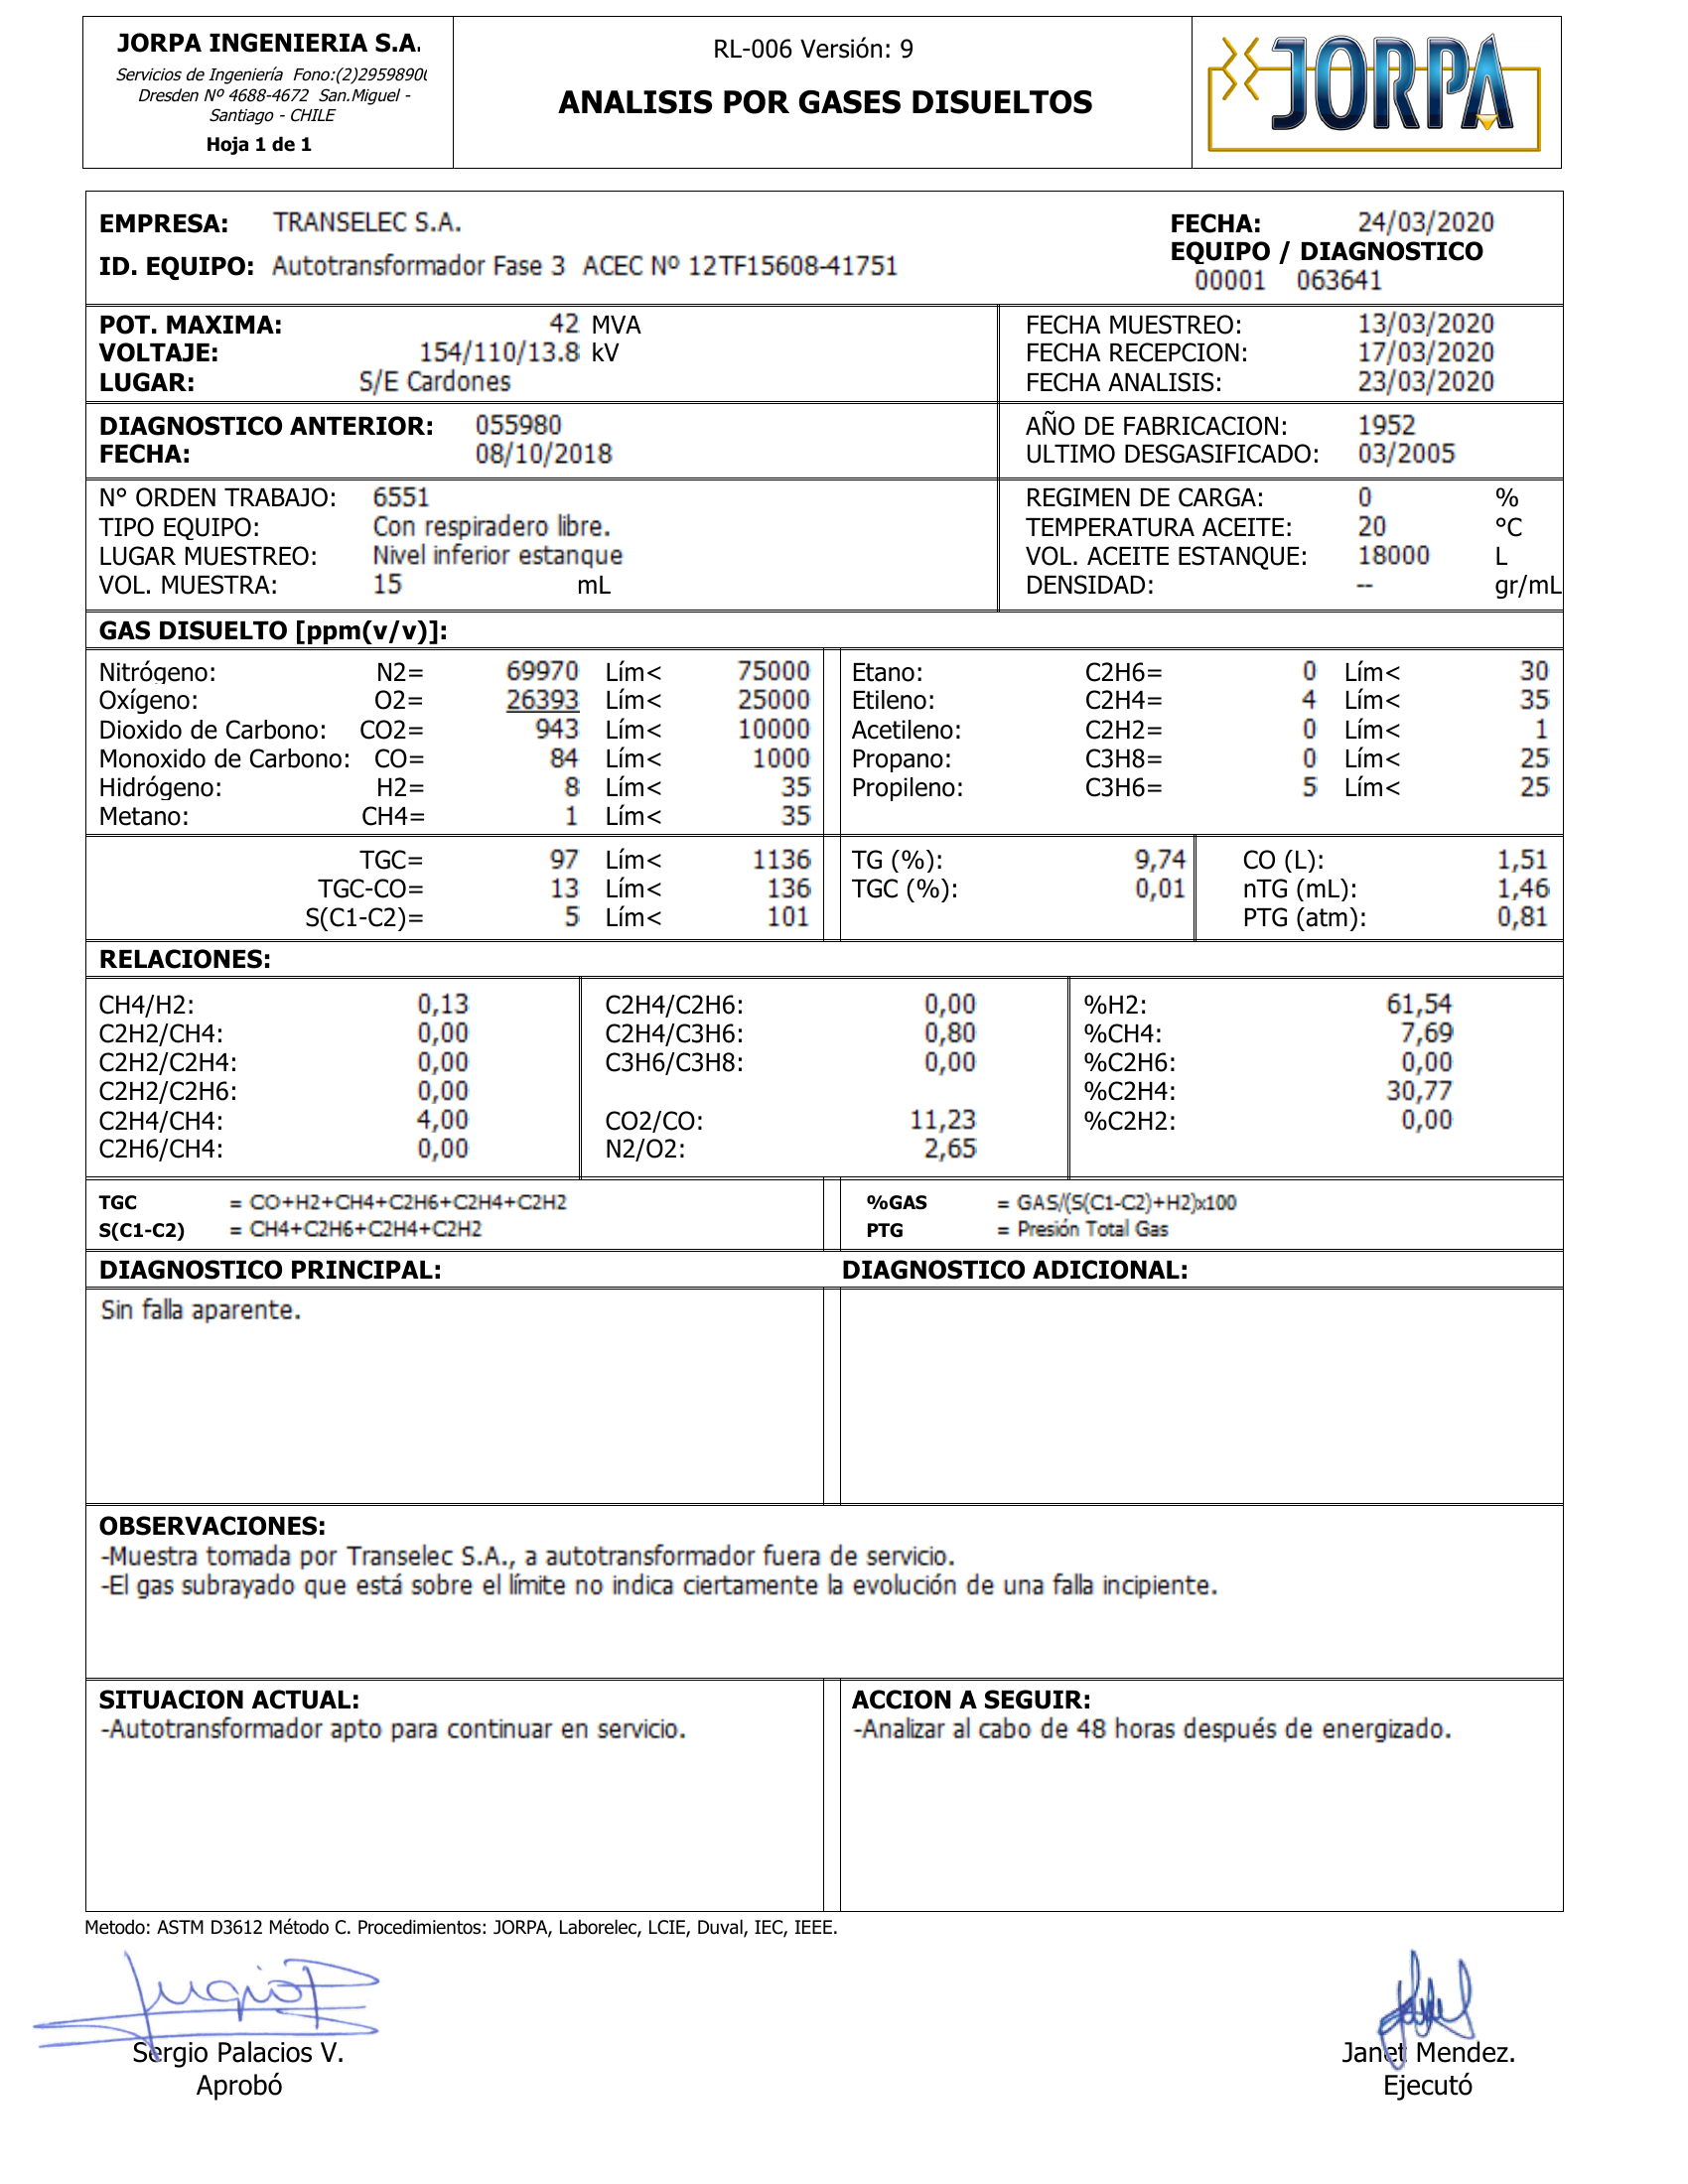 JORPA INGENIERIA S.A.
Servicios de Ingeniería Fono:(2)29598900
Dresden Nº 4688-4672 San.Miguel -
Santiago - CHILE
Hoja 1 de 1
RL-006 Versión: 9
ANALISIS POR GASES DISUELTOS
JORPA
EMPRESA: TRANSELEC S.A.
ID. EQUIPO: Autotransformador Fase 3 ACEC Nº 12TF15608-41751
FECHA: 24/03/2020
EQUIPO / DIAGNOSTICO
00001 063641
POT. MAXIMA: 42 MVA
VOLTAJE: 154/110/13.8 kV
LUGAR: S/E Cardones
FECHA MUESTREO: 13/03/2020
FECHA RECEPCION: 17/03/2020
FECHA ANALISIS: 23/03/2020
DIAGNOSTICO ANTERIOR: 055980
FECHA: 08/10/2018
AÑO DE FABRICACION: 1952
ULTIMO DESGASIFICADO: 03/2005
N° ORDEN TRABAJO: 6551
TIPO EQUIPO: Con respiradero libre.
LUGAR MUESTREO: Nivel inferior estanque
VOL. MUESTRA: 15 mL
REGIMEN DE CARGA: 0 %
TEMPERATURA ACEITE: 20 °C
VOL. ACEITE ESTANQUE: 18000 L
DENSIDAD: -- gr/mL
GAS DISUELTO [ppm(v/v)]:
Nitrógeno: N2= 69970 Lím< 75000
Oxígeno: O2= 26393 Lím< 25000
Dioxido de Carbono: CO2= 943 Lím< 10000
Monoxido de Carbono: CO= 84 Lím< 1000
Hidrógeno: H2= 8 Lím< 35
Metano: CH4= 1 Lím< 35
Etano: C2H6= 0 Lím< 30
Etileno: C2H4= 4 Lím< 35
Acetileno: C2H2= 0 Lím< 1
Propano: C3H8= 0 Lím< 25
Propileno: C3H6= 5 Lím< 25
TGC= 97 Lím< 1136
TGC-CO= 13 Lím< 136
S(C1-C2)= 5 Lím< 101
TG (%): 9,74
TGC (%): 0,01
CO (L): 1,51
nTG (mL): 1,46
PTG (atm): 0,81
RELACIONES:
CH4/H2: 0,13
C2H2/CH4: 0,00
C2H2/C2H4: 0,00
C2H2/C2H6: 0,00
C2H4/CH4: 4,00
C2H6/CH4: 0,00
C2H4/C2H6: 0,00
C2H4/C3H6: 0,80
C3H6/C3H8: 0,00
CO2/CO: 11,23
N2/O2: 2,65
%H2: 61,54
%CH4: 7,69
%C2H6: 0,00
%C2H4: 30,77
%C2H2: 0,00
TGC = CO+H2+CH4+C2H6+C2H4+C2H2
S(C1-C2) = CH4+C2H6+C2H4+C2H2
%GAS = GAS/(S(C1-C2)+H2)x100
PTG = Presión Total Gas
DIAGNOSTICO PRINCIPAL:
Sin falla aparente.
DIAGNOSTICO ADICIONAL:
OBSERVACIONES:
-Muestra tomada por Transelec S.A., a autotransformador fuera de servicio.
-El gas subrayado que está sobre el límite no indica ciertamente la evolución de una falla incipiente.
SITUACION ACTUAL:
-Autotransformador apto para continuar en servicio.
ACCION A SEGUIR:
-Analizar al cabo de 48 horas después de energizado.
Metodo: ASTM D3612 Método C. Procedimientos: JORPA, Laborelec, LCIE, Duval, IEC, IEEE.
Sergio Palacios V.
Aprobó
Janet Mendez.
Ejecutó